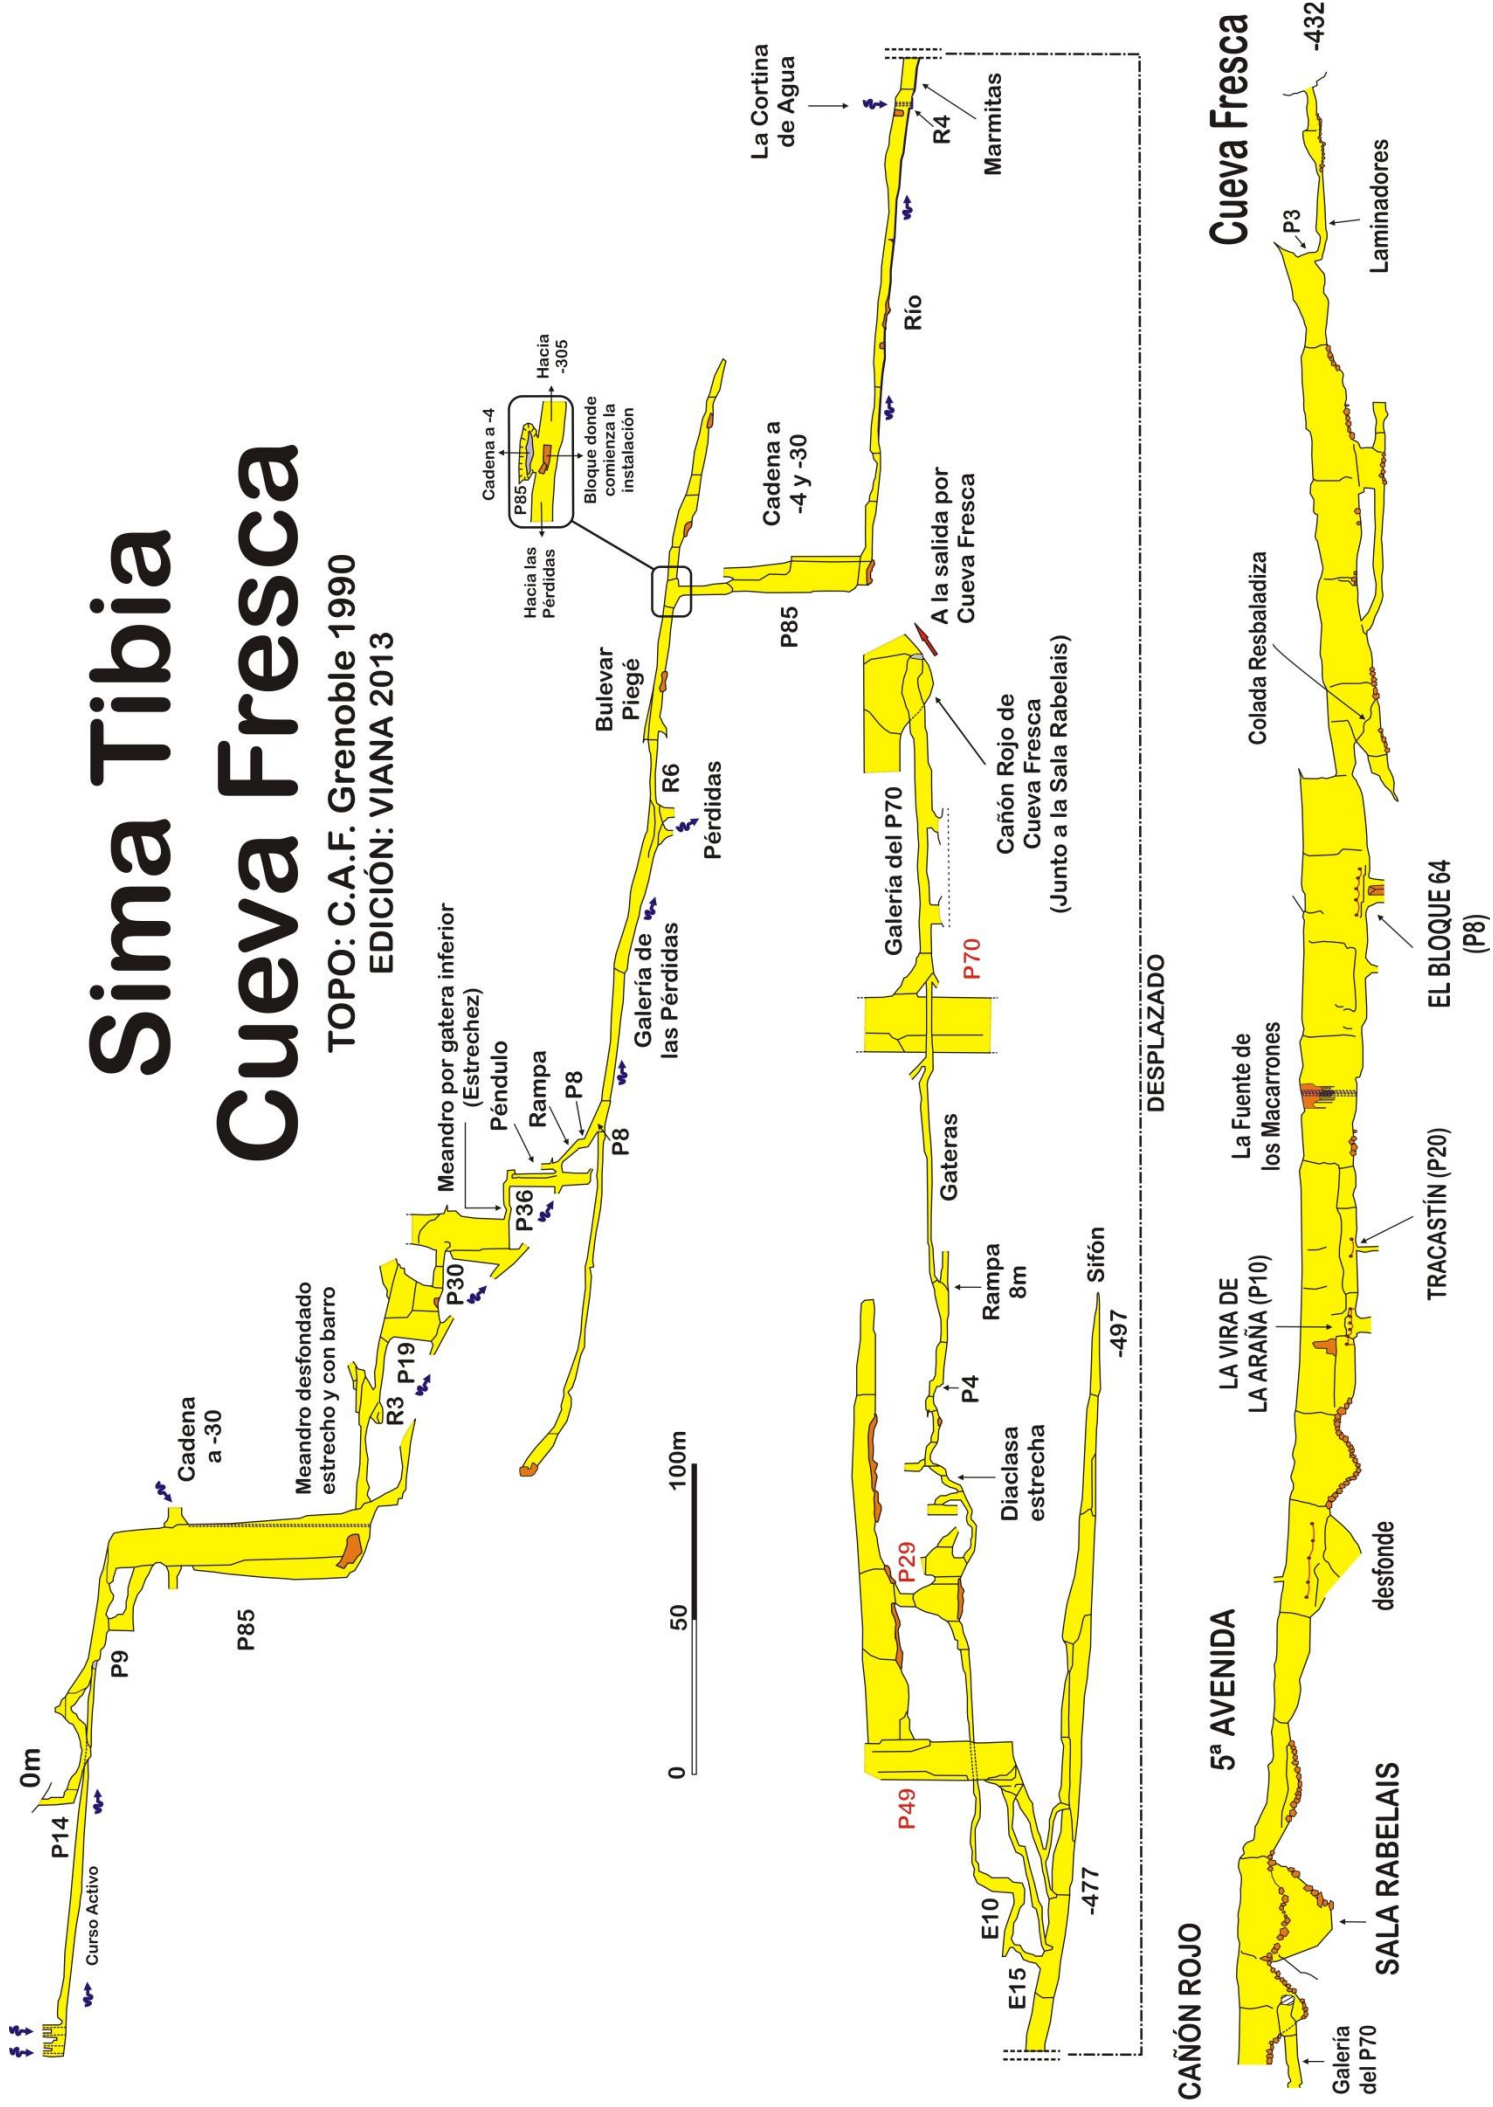 Sima Tibia
Cueva Fresca
TOPO: C.A.F. Grenoble 1990
EDICIÓN: VIANA 2013
0m
P14
Curso Activo
P9
P85
Cadena
a -30
Meandro desfondado
estrecho y con barro
R3
P19
P30
Meandro por gatera inferior
(Estrechez)
P36
Péndulo
Rampa
P8
P8
Galería de
las Pérdidas
Pérdidas
R6
Bulevar
Piegé
Cadena a -4
P85
Hacia
-305
Hacia las
Pérdidas
Bloque donde
comienza la
instalación
P85
Cadena a
-4 y -30
Río
La Cortina
de Agua
R4
Marmitas
0
50
100m
A la salida por
Cueva Fresca
Cañón Rojo de
Cueva Fresca
(Junto a la Sala Rabelais)
Galería del P70
P70
Gateras
Rampa
8m
P4
Diaclasa
estrecha
P29
P49
E10
E15
-477
-497
Sifón
DESPLAZADO
CAÑÓN ROJO
Galería
del P70
SALA RABELAIS
5ª AVENIDA
desfonde
LA VIRA DE
LA ARAÑA (P10)
TRACASTÍN (P20)
La Fuente de
los Macarrones
EL BLOQUE 64
(P8)
Colada Resbaladiza
Laminadores
P3
Cueva Fresca
-432